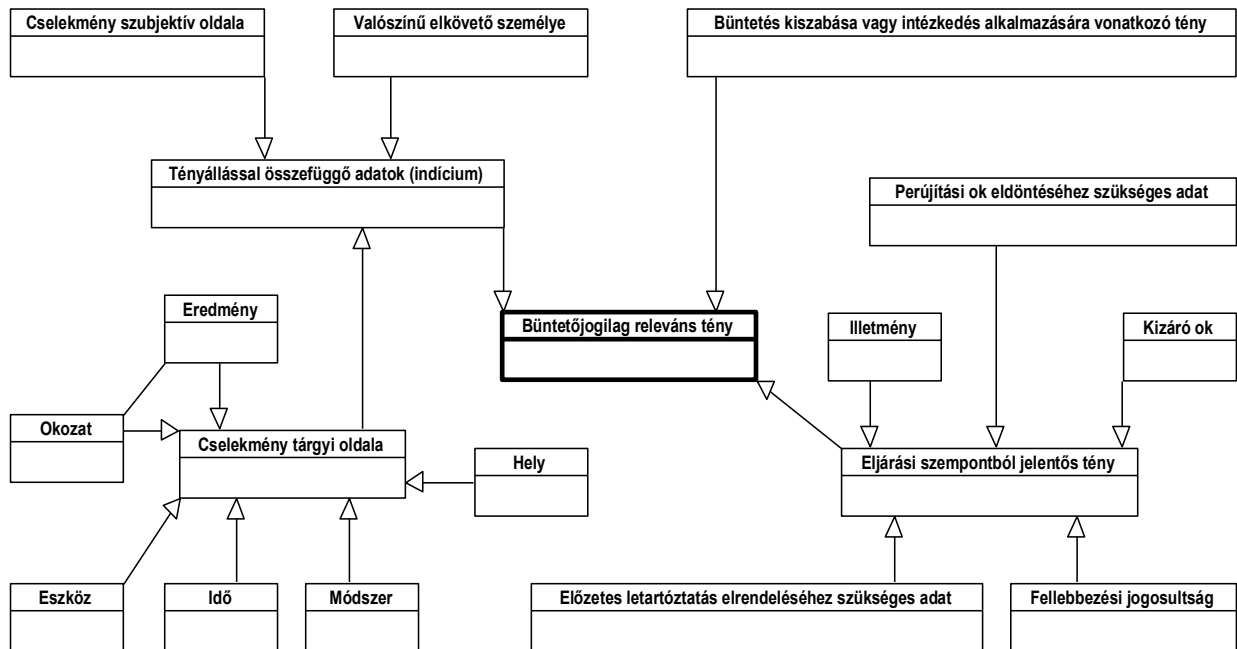 Cselekmény szubjektív oldala
Valószínű elkövető személye
Büntetés kiszabása vagy intézkedés alkalmazására vonatkozó tény
Tényállással összefüggő adatok (indícium)
Perújítási ok eldöntéséhez szükséges adat
Eredmény
Büntetőjogilag releváns tény
Illetmény
Kizáró ok
Okozat
Cselekmény tárgyi oldala
Hely
Eljárási szempontból jelentős tény
Eszköz
Idő
Módszer
Előzetes letartóztatás elrendeléséhez szükséges adat
Fellebbezési jogosultság